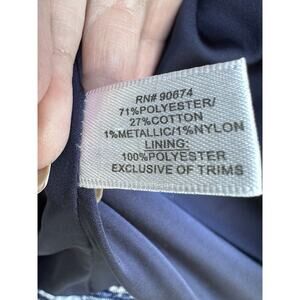 RN# 90674
71%POLYESTER/
27%COTTON
1%METALLIC/1%NYLON
LINING:
100%POLYESTER
EXCLUSIVE OF TRIMS